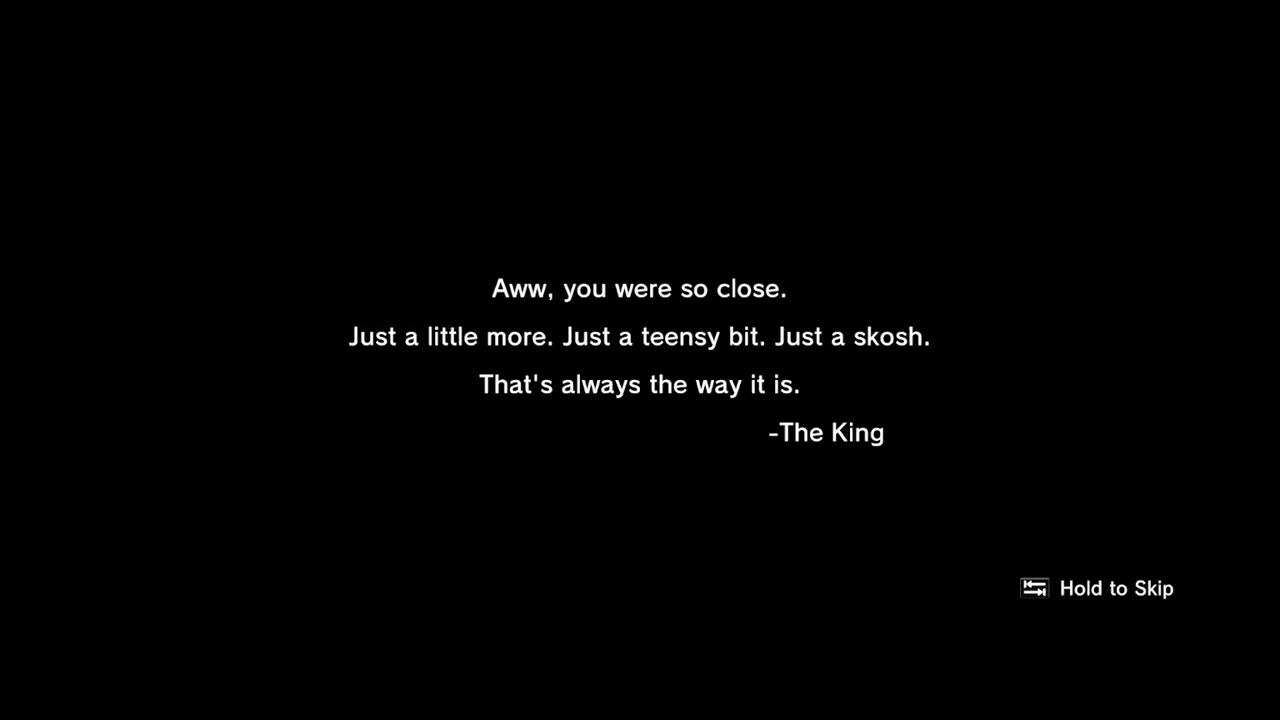 Aww, you were so close.
Just a little more. Just a teensy bit. Just a skosh.
That's always the way it is.
-The King
Hold to Skip